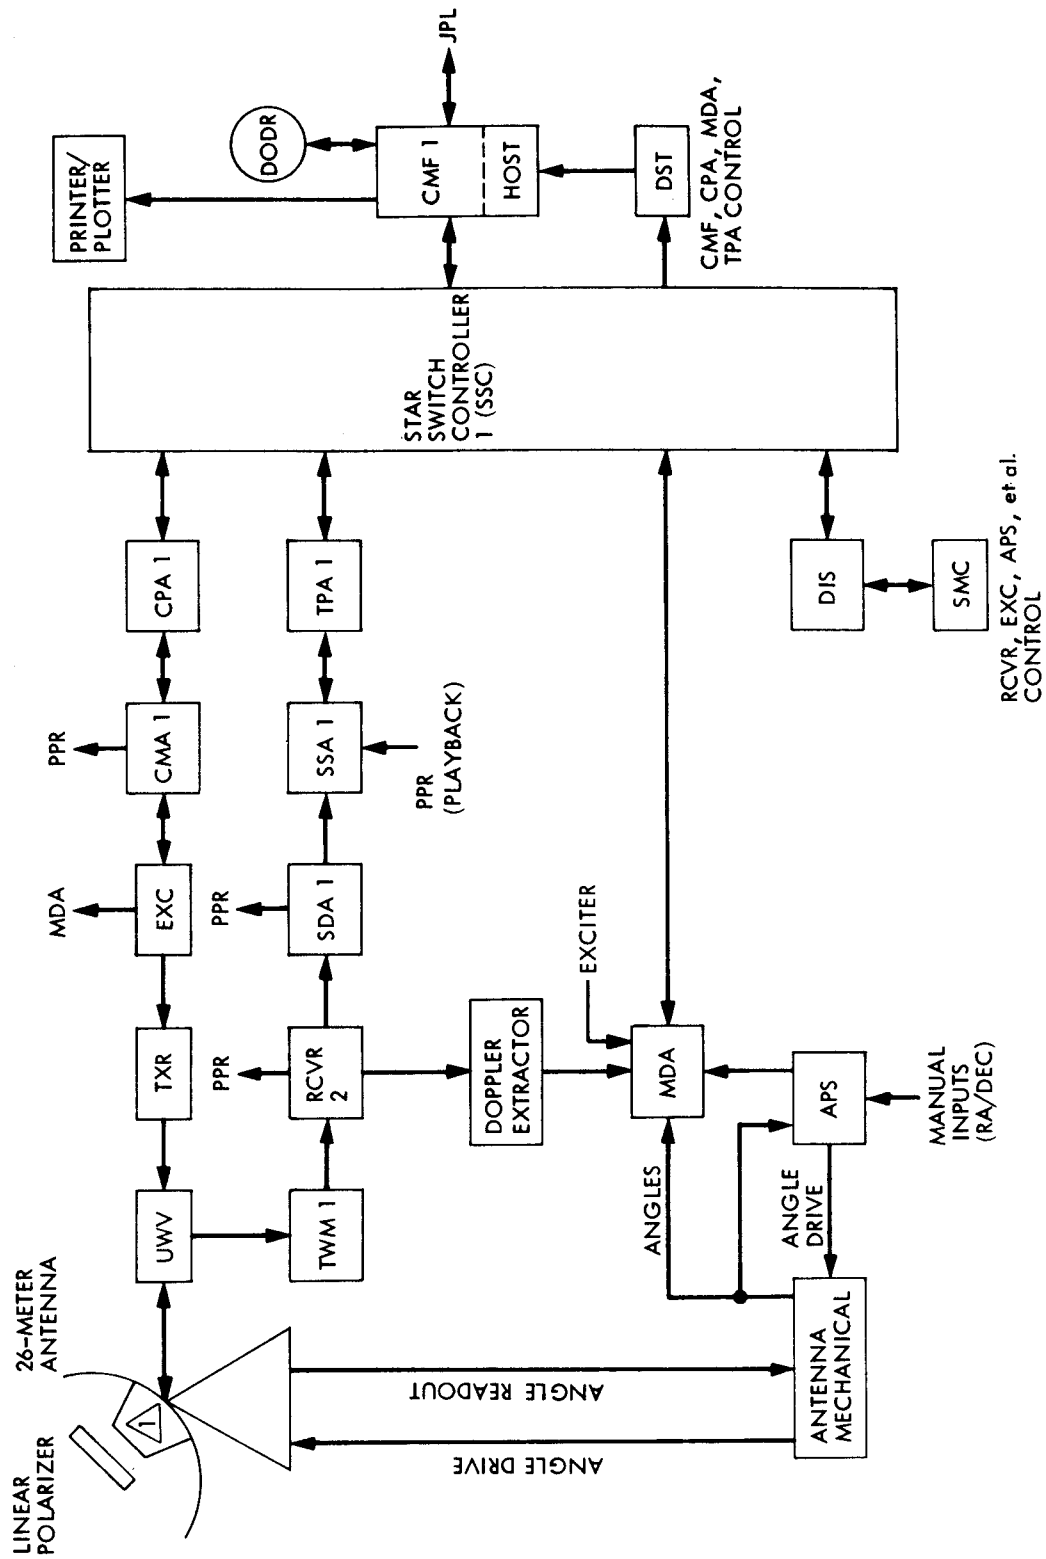 LINEAR
POLARIZER
26-METER
ANTENNA
1
UWV
TXR
MDA
EXC
PPR
CMA 1
CPA 1
TWM 1
PPR
RCVR
2
PPR
SDA 1
SSA 1
PPR
(PLAYBACK)
TPA 1
STAR
SWITCH
CONTROLLER
1 (SSC)
PRINTER/
PLOTTER
DODR
CMF 1
HOST
JPL
DST
CMF, CPA, MDA,
TPA CONTROL
DOPPLER
EXTRACTOR
EXCITER
MDA
ANGLES
ANGLE READOUT
ANGLE DRIVE
ANTENNA
MECHANICAL
ANGLE
DRIVE
APS
MANUAL
INPUTS
(RA/DEC)
DIS
SMC
RCVR, EXC, APS, et al.
CONTROL